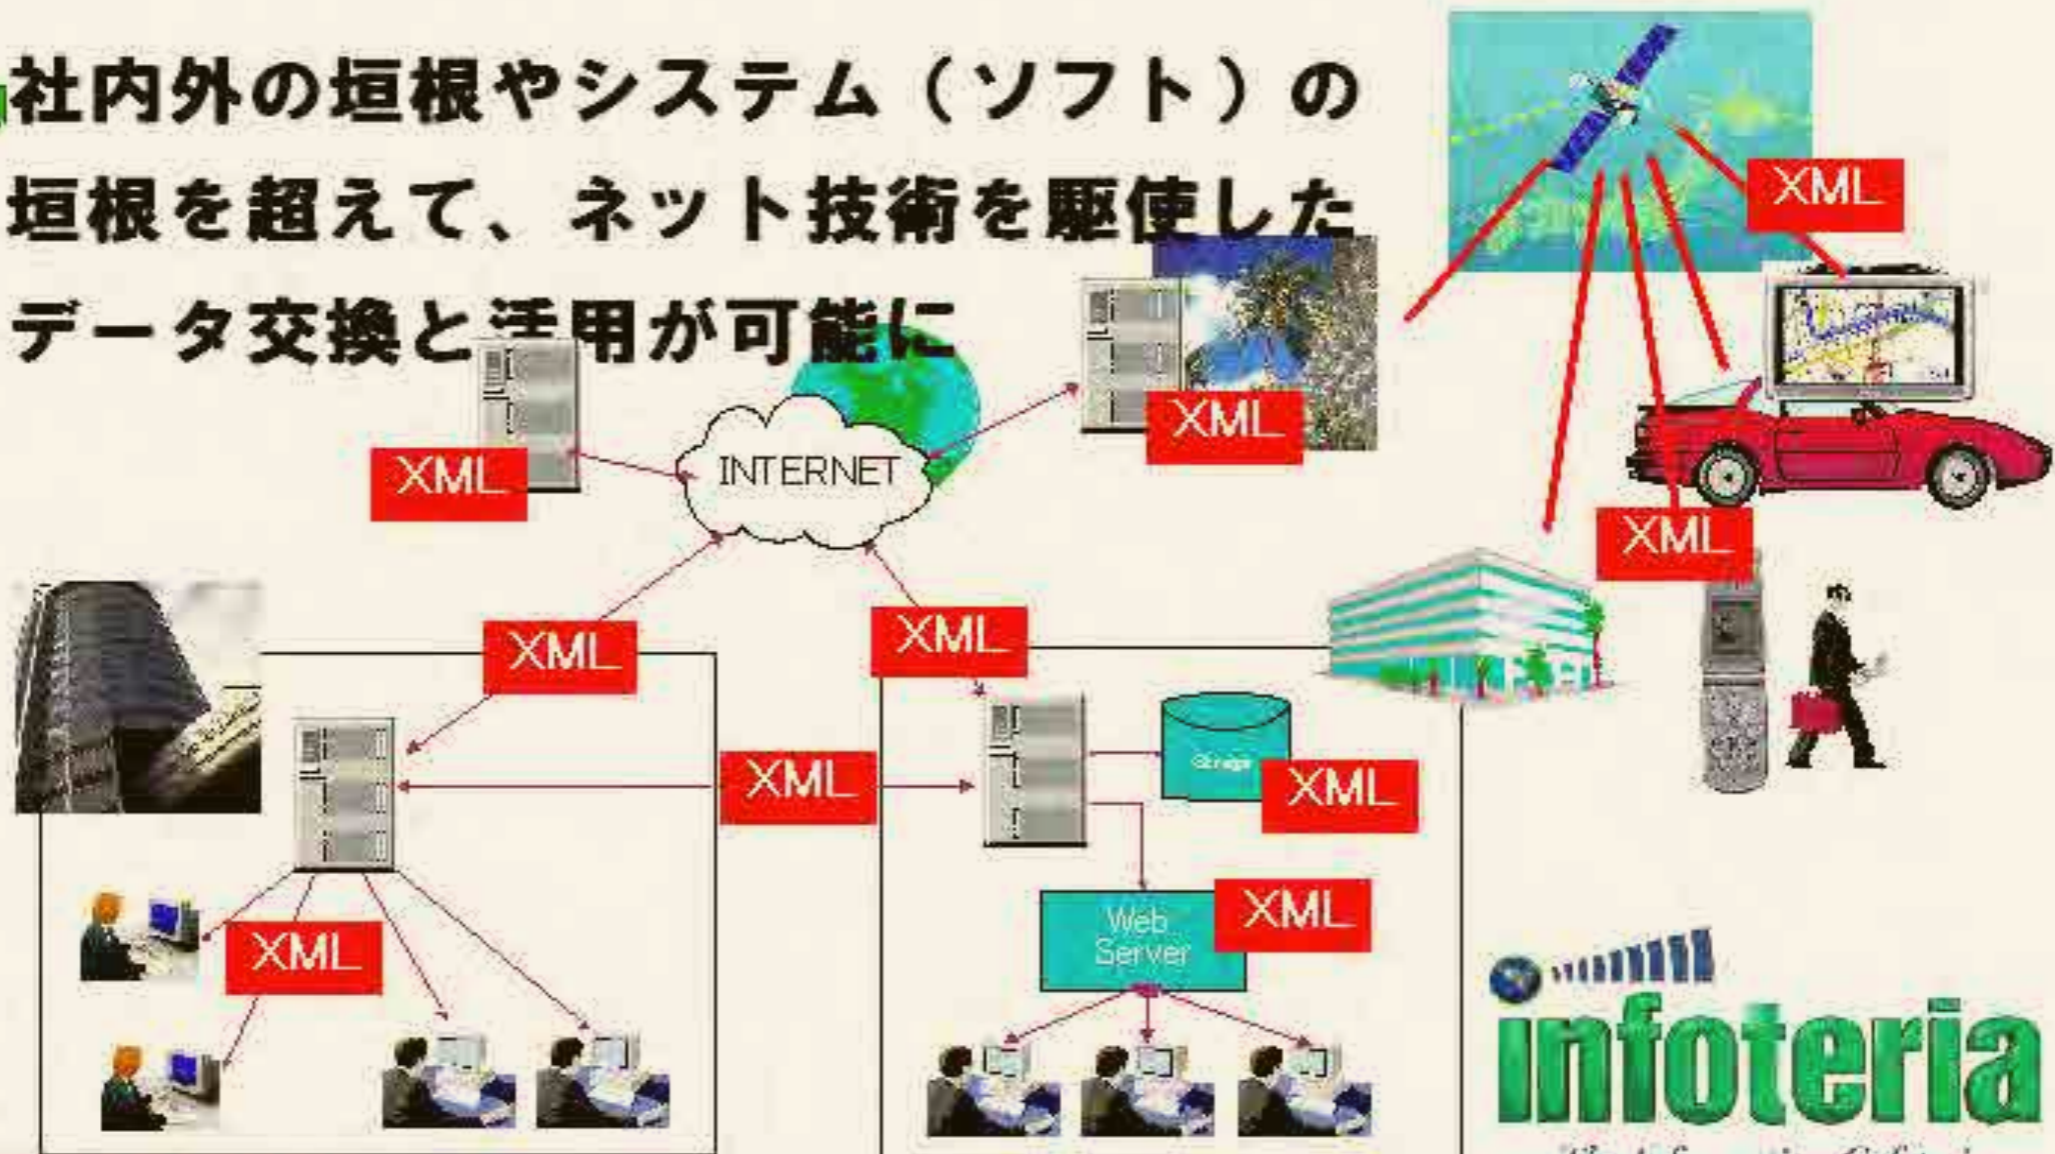 社内外の垣根やシステム（ソフト）の
垣根を超えて、ネット技術を駆使した
データ交換と活用が可能に
XML
XML
XML
INTERNET
XML
XML
XML
XML
XML
Storage
XML
Web
Server
XML
XML
infoteria